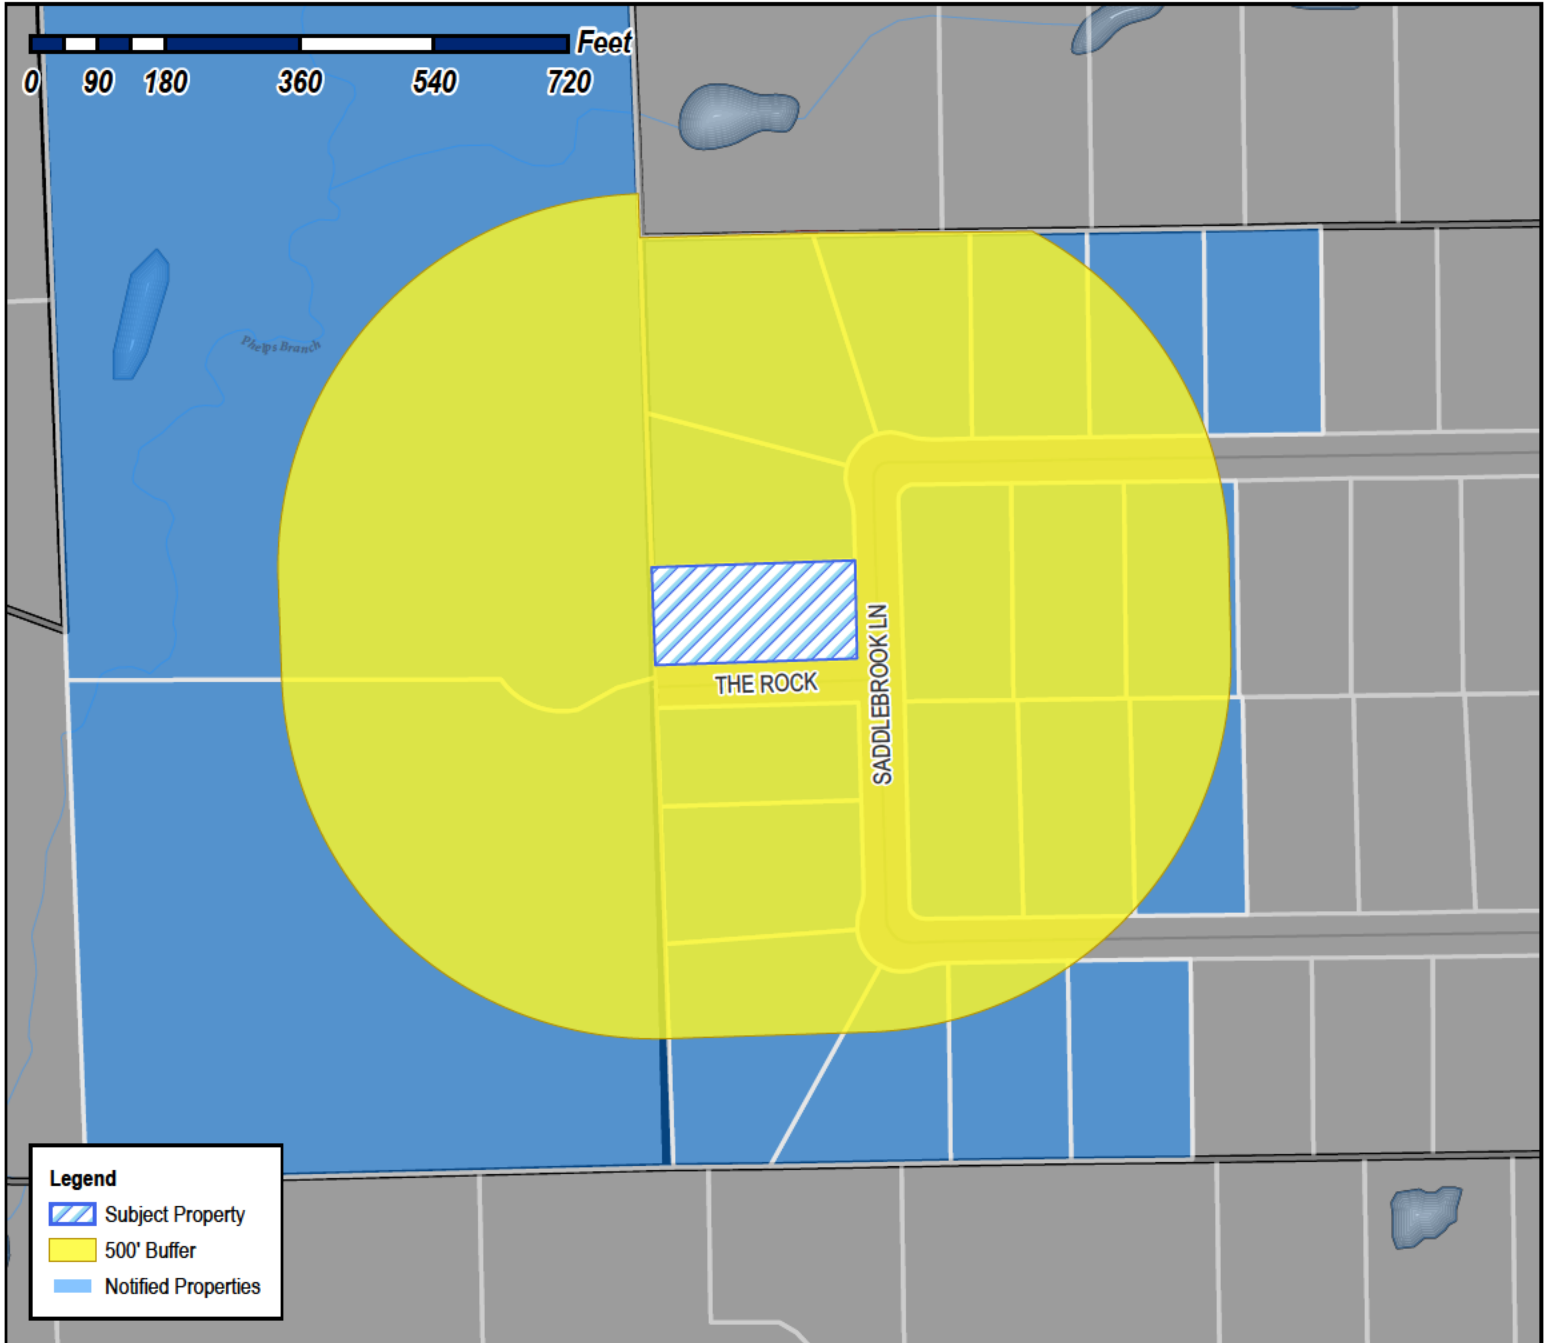 Feet
0 90 180 360 540 720
Phelps Branch
THE ROCK
SADDLEBROOK LN
Legend
Subject Property
500' Buffer
Notified Properties